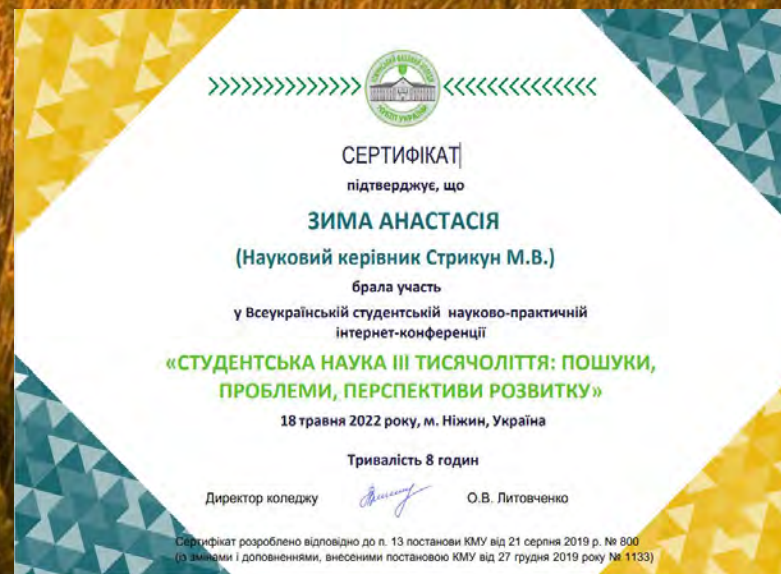 СЕРТИФІКАТ
підтверджує, що
ЗИМА АНАСТАСІЯ
(Науковий керівник Стрикун М.В.)
брала участь
у Всеукраїнській студентській науково-практичній
інтернет-конференції
«СТУДЕНТСЬКА НАУКА ІІІ ТИСЯЧОЛІТТЯ: ПОШУКИ,
ПРОБЛЕМИ, ПЕРСПЕКТИВИ РОЗВИТКУ»
18 травня 2022 року, м. Ніжин, Україна
Тривалість 8 годин
Директор коледжу О.В. Литовченко
Сертифікат розроблено відповідно до п. 13 постанови КМУ від 21 серпня 2019 р. № 800
(із змінами і доповненнями, внесеними постановою КМУ від 27 грудня 2019 року № 1133)